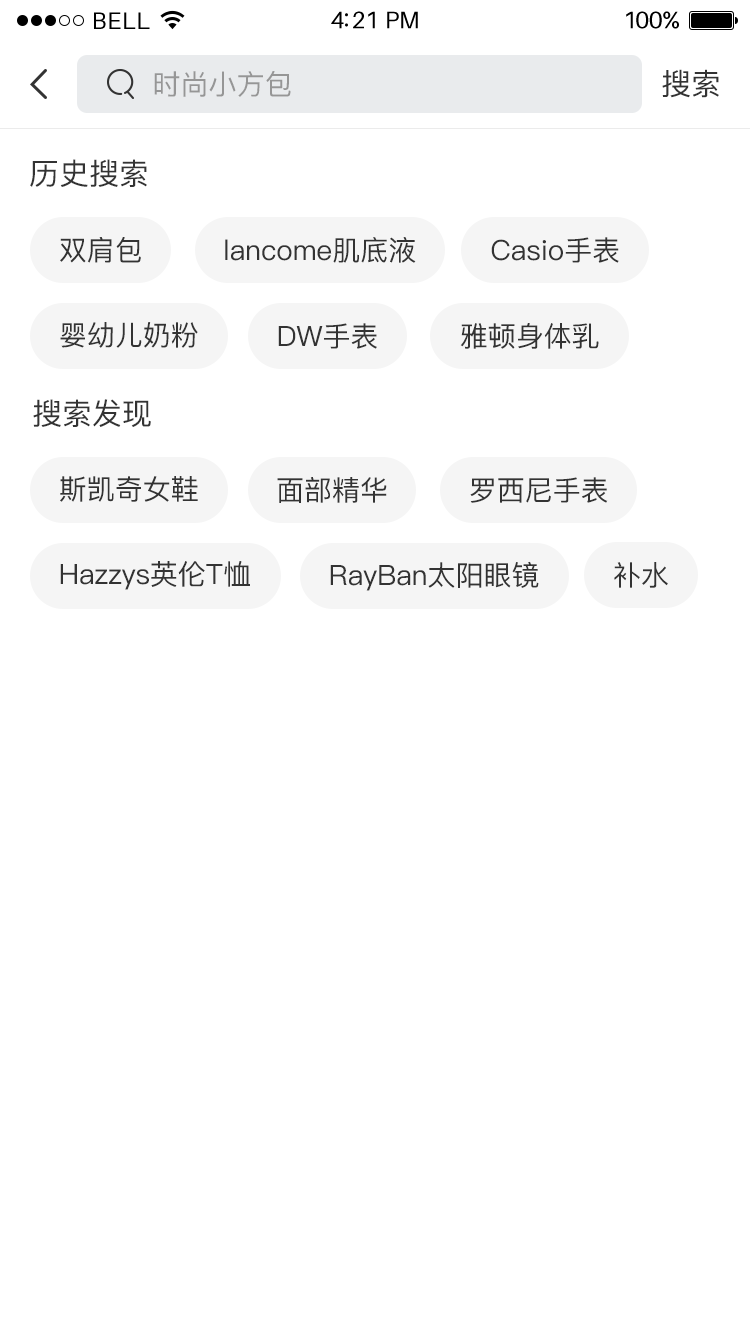 BELL 4:21 PM 100%
时尚小方包 搜索
历史搜索
双肩包 lancome肌底液 Casio手表
婴幼儿奶粉 DW手表 雅顿身体乳
搜索发现
斯凯奇女鞋 面部精华 罗西尼手表
Hazzys英伦T恤 RayBan太阳眼镜 补水